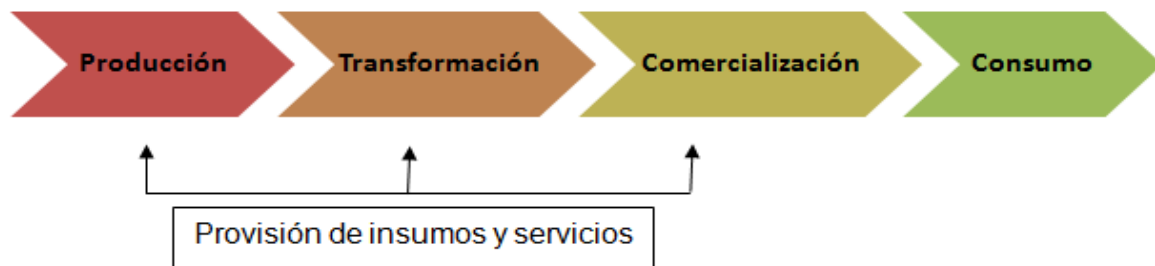 Producción
Transformación
Comercialización
Consumo
Provisión de insumos y servicios